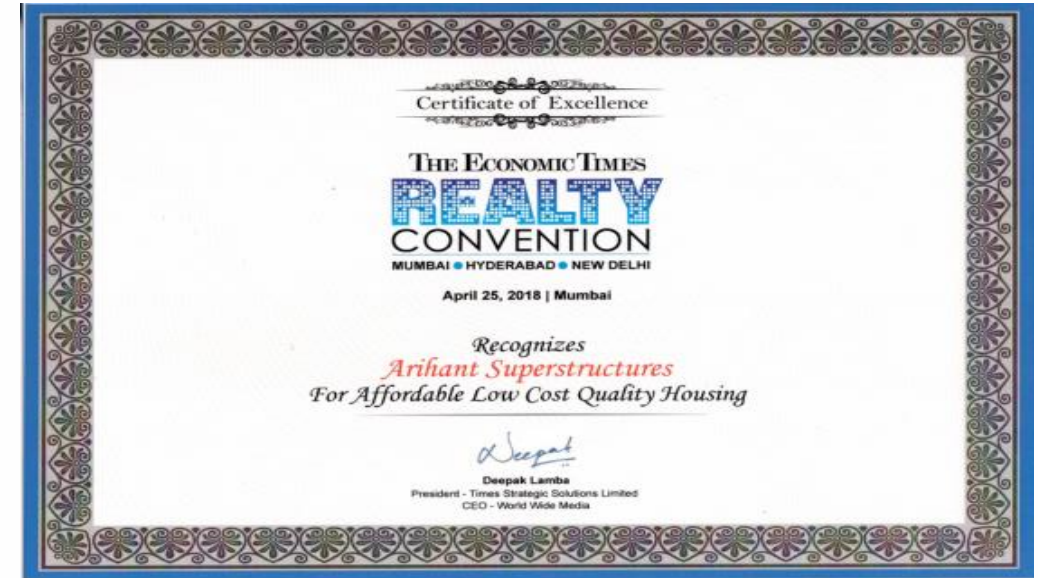 Certificate of Excellence
THE ECONOMIC TIMES
REALTY
CONVENTION
MUMBAI • HYDERABAD • NEW DELHI
April 25, 2018 | Mumbai
Recognizes
Arihant Superstructures
For Affordable Low Cost Quality Housing
Deepak
Deepak Lamba
President - Times Strategic Solutions Limited
CEO - World Wide Media